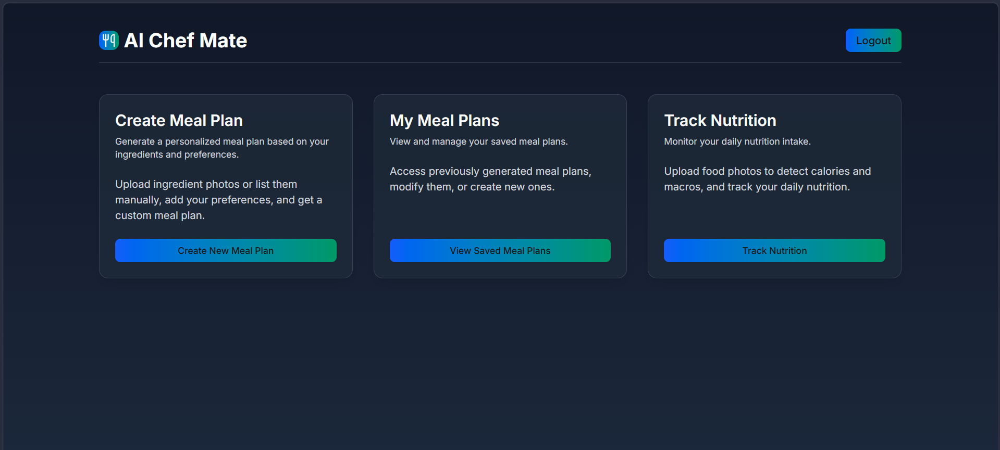 AI Chef Mate
Logout
Create Meal Plan
Generate a personalized meal plan based on your
ingredients and preferences.
Upload ingredient photos or list them
manually, add your preferences, and get a
custom meal plan.
Create New Meal Plan
My Meal Plans
View and manage your saved meal plans.
Access previously generated meal plans,
modify them, or create new ones.
View Saved Meal Plans
Track Nutrition
Monitor your daily nutrition intake.
Upload food photos to detect calories and
macros, and track your daily nutrition.
Track Nutrition